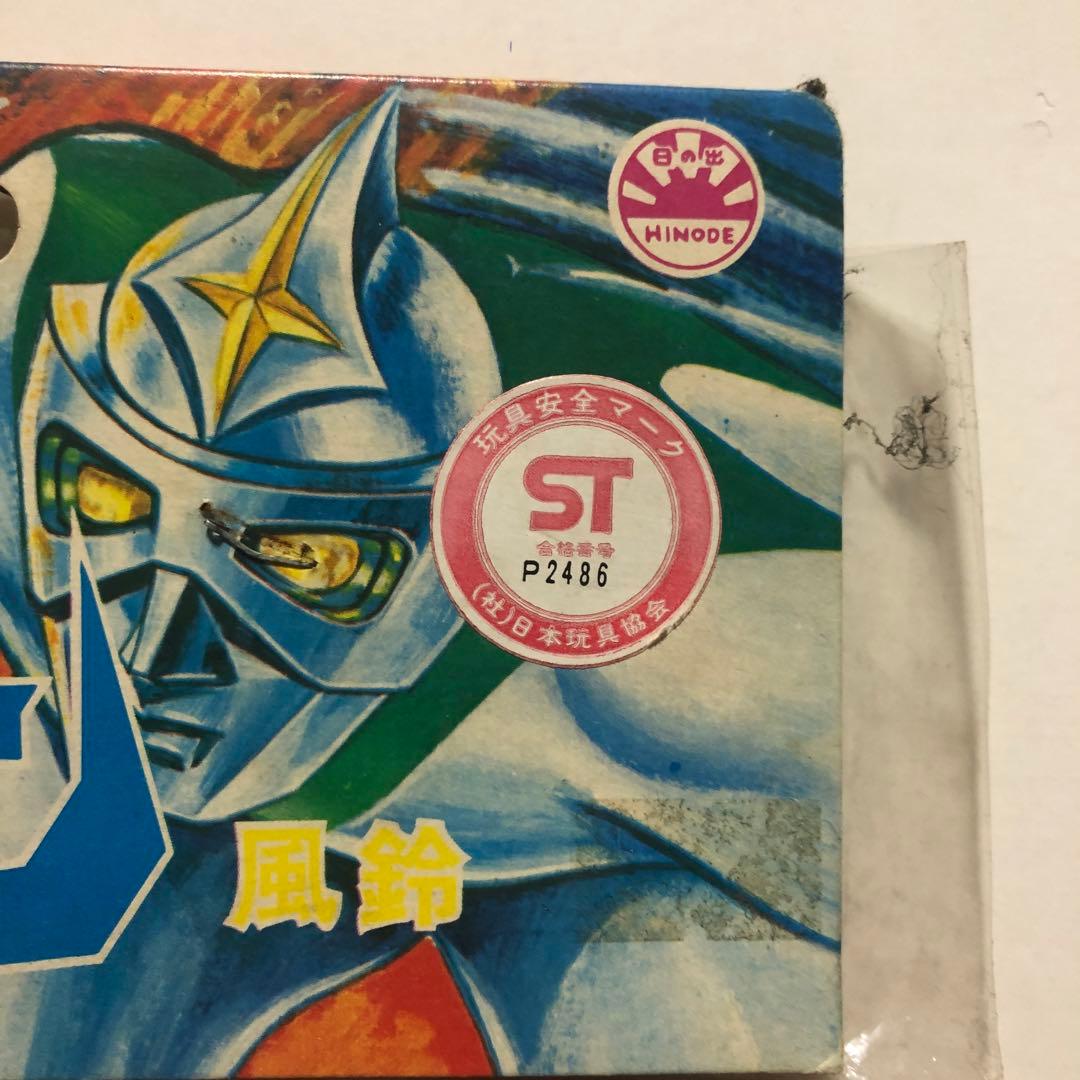 日の出
HINODE
玩具安全マーク
ST
合格番号
P2486
(社)日本玩具協会
風鈴